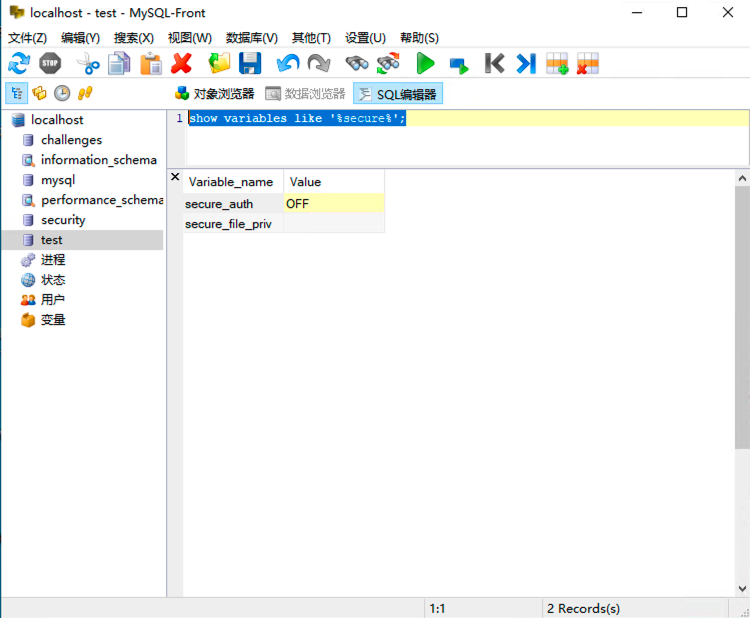 localhost - test - MySQL-Front
文件(Z) 编辑(Y) 搜索(X) 视图(W) 数据库(V) 其他(T) 设置(U) 帮助(S)
STOP
对象浏览器 数据浏览器 SQL编辑器
localhost
challenges
information_schema
mysql
performance_schema
security
test
进程
状态
用户
变量
1 show variables like '%secure%';
Variable_name Value
secure_auth OFF
secure_file_priv
1:1 2 Records(s)